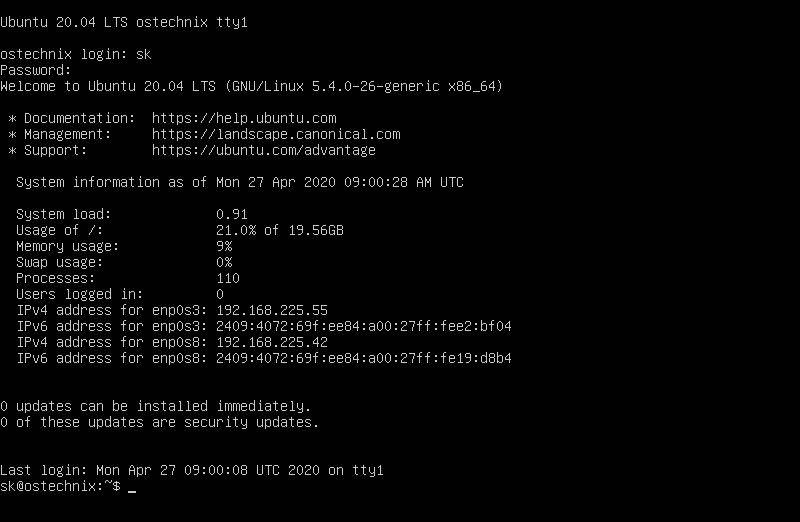 Ubuntu 20.04 LTS ostechnix tty1
ostechnix login: sk
Password:
Welcome to Ubuntu 20.04 LTS (GNU/Linux 5.4.0-26-generic x86_64)
* Documentation:  https://help.ubuntu.com
* Management:     https://landscape.canonical.com
* Support:        https://ubuntu.com/advantage
System information as of Mon 27 Apr 2020 09:00:28 AM UTC
System load:             0.91
Usage of /:              21.0% of 19.56GB
Memory usage:            9%
Swap usage:              0%
Processes:               110
Users logged in:         0
IPv4 address for enp0s3: 192.168.225.55
IPv6 address for enp0s3: 2409:4072:69f:ee84:a00:27ff:fee2:bf04
IPv4 address for enp0s8: 192.168.225.42
IPv6 address for enp0s8: 2409:4072:69f:ee84:a00:27ff:fe19:d8b4
0 updates can be installed immediately.
0 of these updates are security updates.
Last login: Mon Apr 27 09:00:08 UTC 2020 on tty1
sk@ostechnix:~$ _